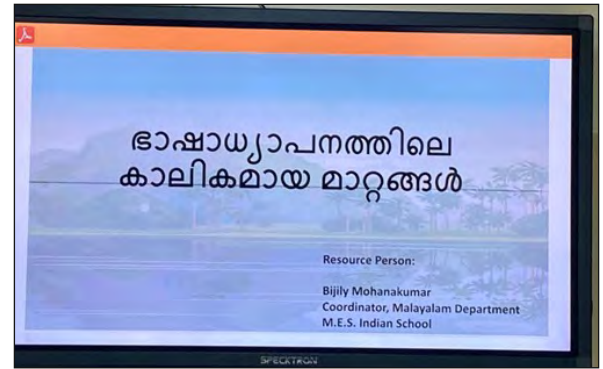 ഭാഷാധ്യാപനത്തിലെ
കാലികമായ മാറ്റങ്ങൾ
Resource Person:
Bijily Mohanakumar
Coordinator, Malayalam Department
M.E.S. Indian School
SPECKTRON